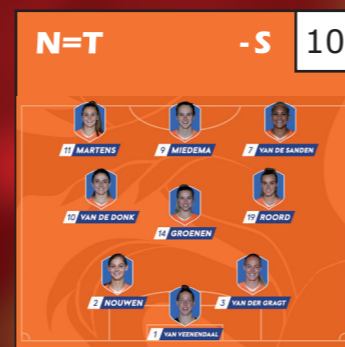 N=T -S 10
11 MARTENS 9 MIEDEMA 7 VAN DE SANDEN
10 VAN DE DONK 19 ROORD
14 GROENEN
2 NOUWEN 3 VAN DER GRAGT
1 VAN VEENENDAAL